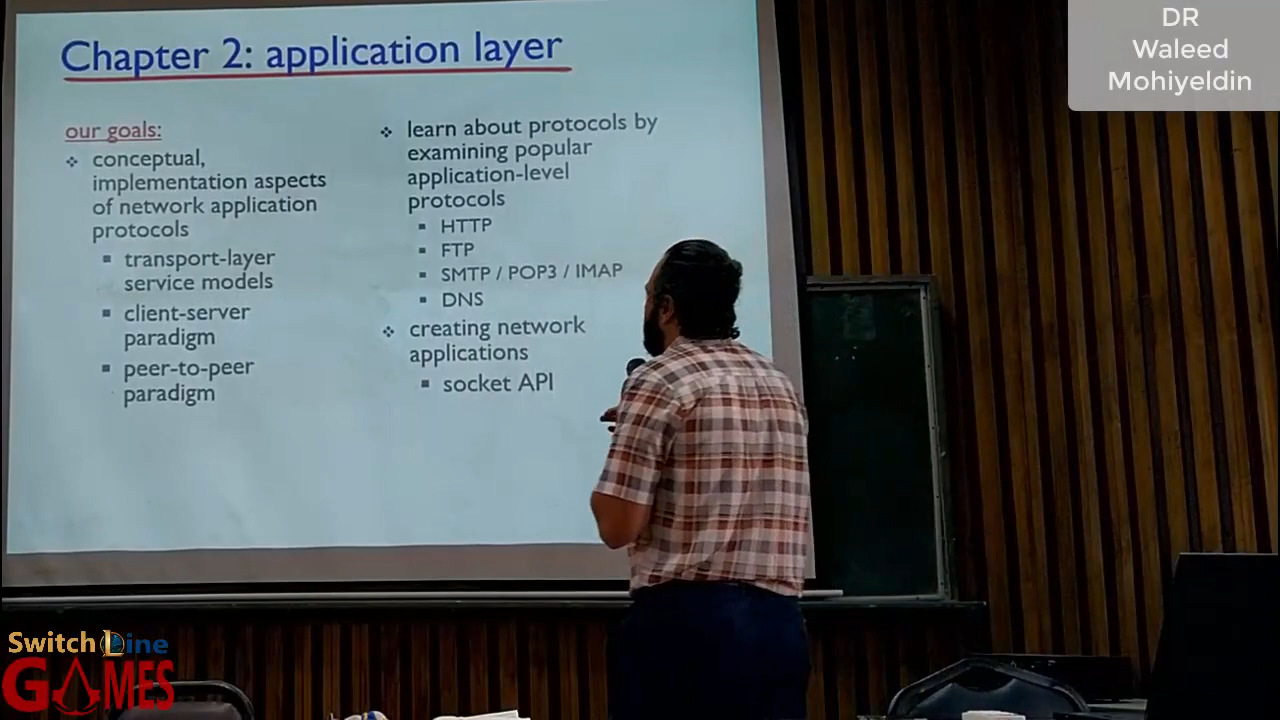 Chapter 2: application layer
our goals:
❖ conceptual,
implementation aspects
of network application
protocols
▪ transport-layer
service models
▪ client-server
paradigm
▪ peer-to-peer
paradigm
❖ learn about protocols by
examining popular
application-level
protocols
▪ HTTP
▪ FTP
▪ SMTP / POP3 / IMAP
▪ DNS
❖ creating network
applications
▪ socket API
DR
Waleed
Mohiyeldin
Switch Line
GAMES